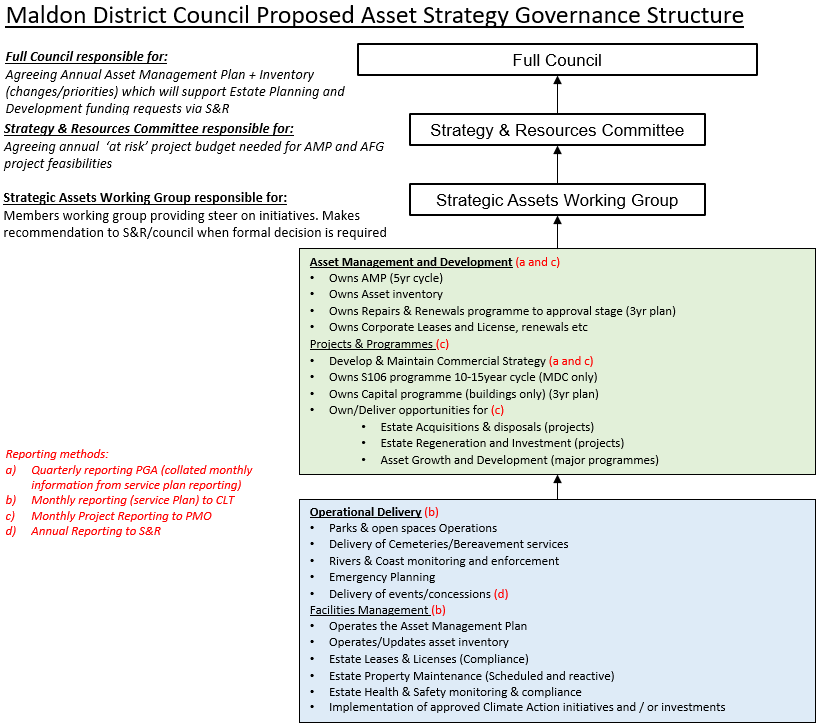 Maldon District Council Proposed Asset Strategy Governance Structure
Full Council responsible for:
Agreeing Annual Asset Management Plan + Inventory
(changes/priorities) which will support Estate Planning and
Development funding requests via S&R
Strategy & Resources Committee responsible for:
Agreeing annual ‘at risk’ project budget needed for AMP and AFG
project feasibilities
Strategic Assets Working Group responsible for:
Members working group providing steer on initiatives. Makes
recommendation to S&R/council when formal decision is required
Full Council
Strategy & Resources Committee
Strategic Assets Working Group
Asset Management and Development (a and c)
• Owns AMP (5yr cycle)
• Owns Asset inventory
• Owns Repairs & Renewals programme to approval stage (3yr plan)
• Owns Corporate Leases and License, renewals etc
Projects & Programmes (c)
• Develop & Maintain Commercial Strategy (a and c)
• Owns S106 programme 10-15year cycle (MDC only)
• Owns Capital programme (buildings only) (3yr plan)
• Own/Deliver opportunities for (c)
• Estate Acquisitions & disposals (projects)
• Estate Regeneration and Investment (projects)
• Asset Growth and Development (major programmes)
Reporting methods:
a) Quarterly reporting PGA (collated monthly
information from service plan reporting)
b) Monthly reporting (service Plan) to CLT
c) Monthly Project Reporting to PMO
d) Annual Reporting to S&R
Operational Delivery (b)
• Parks & open spaces Operations
• Delivery of Cemeteries/Bereavement services
• Rivers & Coast monitoring and enforcement
• Emergency Planning
• Delivery of events/concessions (d)
Facilities Management (b)
• Operates the Asset Management Plan
• Operates/Updates asset inventory
• Estate Leases & Licenses (Compliance)
• Estate Property Maintenance (Scheduled and reactive)
• Estate Health & Safety monitoring & compliance
• Implementation of approved Climate Action initiatives and / or investments